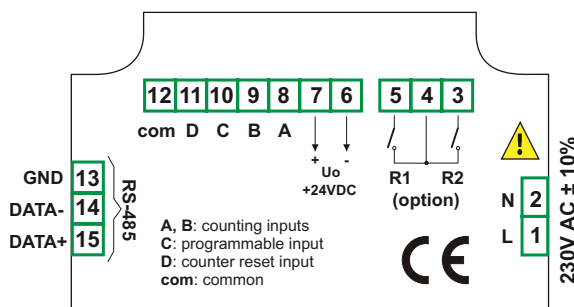 12 11 10 9 8 7 6 5 4 3
com D C B A
+ -
Uo
+24VDC
R1 R2
(option)
GND 13
DATA- 14
DATA+ 15
RS-485
A, B: counting inputs
C: programmable input
D: counter reset input
com: common
!
CE
N 2
L 1
230V AC ± 10%